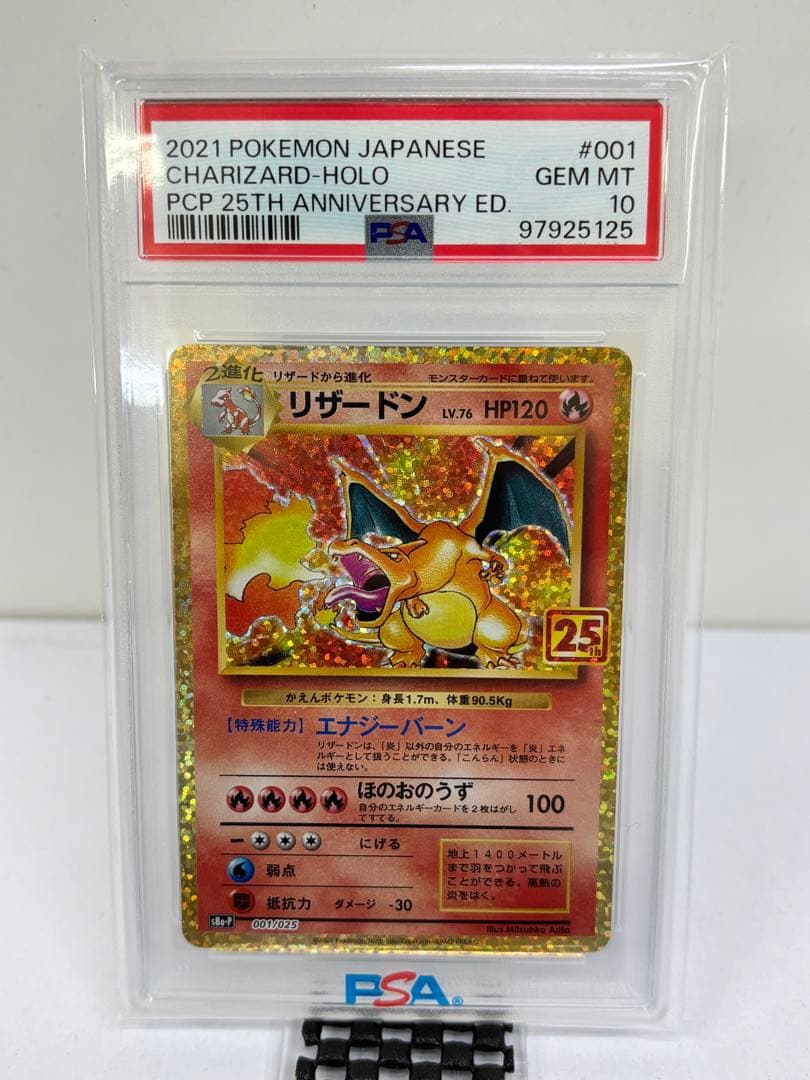 2021 POKEMON JAPANESE #001
CHARIZARD-HOLO GEM MT
PCP 25TH ANNIVERSARY ED. 10
PSA 97925125
2進化 リザードから進化 モンスターカードに重ねて使います。
リザードン LV.76 HP120
25th
かえんポケモン:身長1.7m、体重90.5Kg
【特殊能力】エナジーバーン
リザードンは、「炎」以外の自分のエネルギーを「炎」エネ
ルギーとして扱うことができる。「こんらん」状態のときに
は使えない。
ほのおのうず 100
自分のエネルギーカードを2枚はがし
てすてる。
にげる
弱点
抵抗力 ダメージ -30
地上1400メートル
まで羽をつかって飛ぶ
ことができる。高熱の
炎をはく。
s8a-P 001/025
Illus Mitsuhiro Arita
PSA®